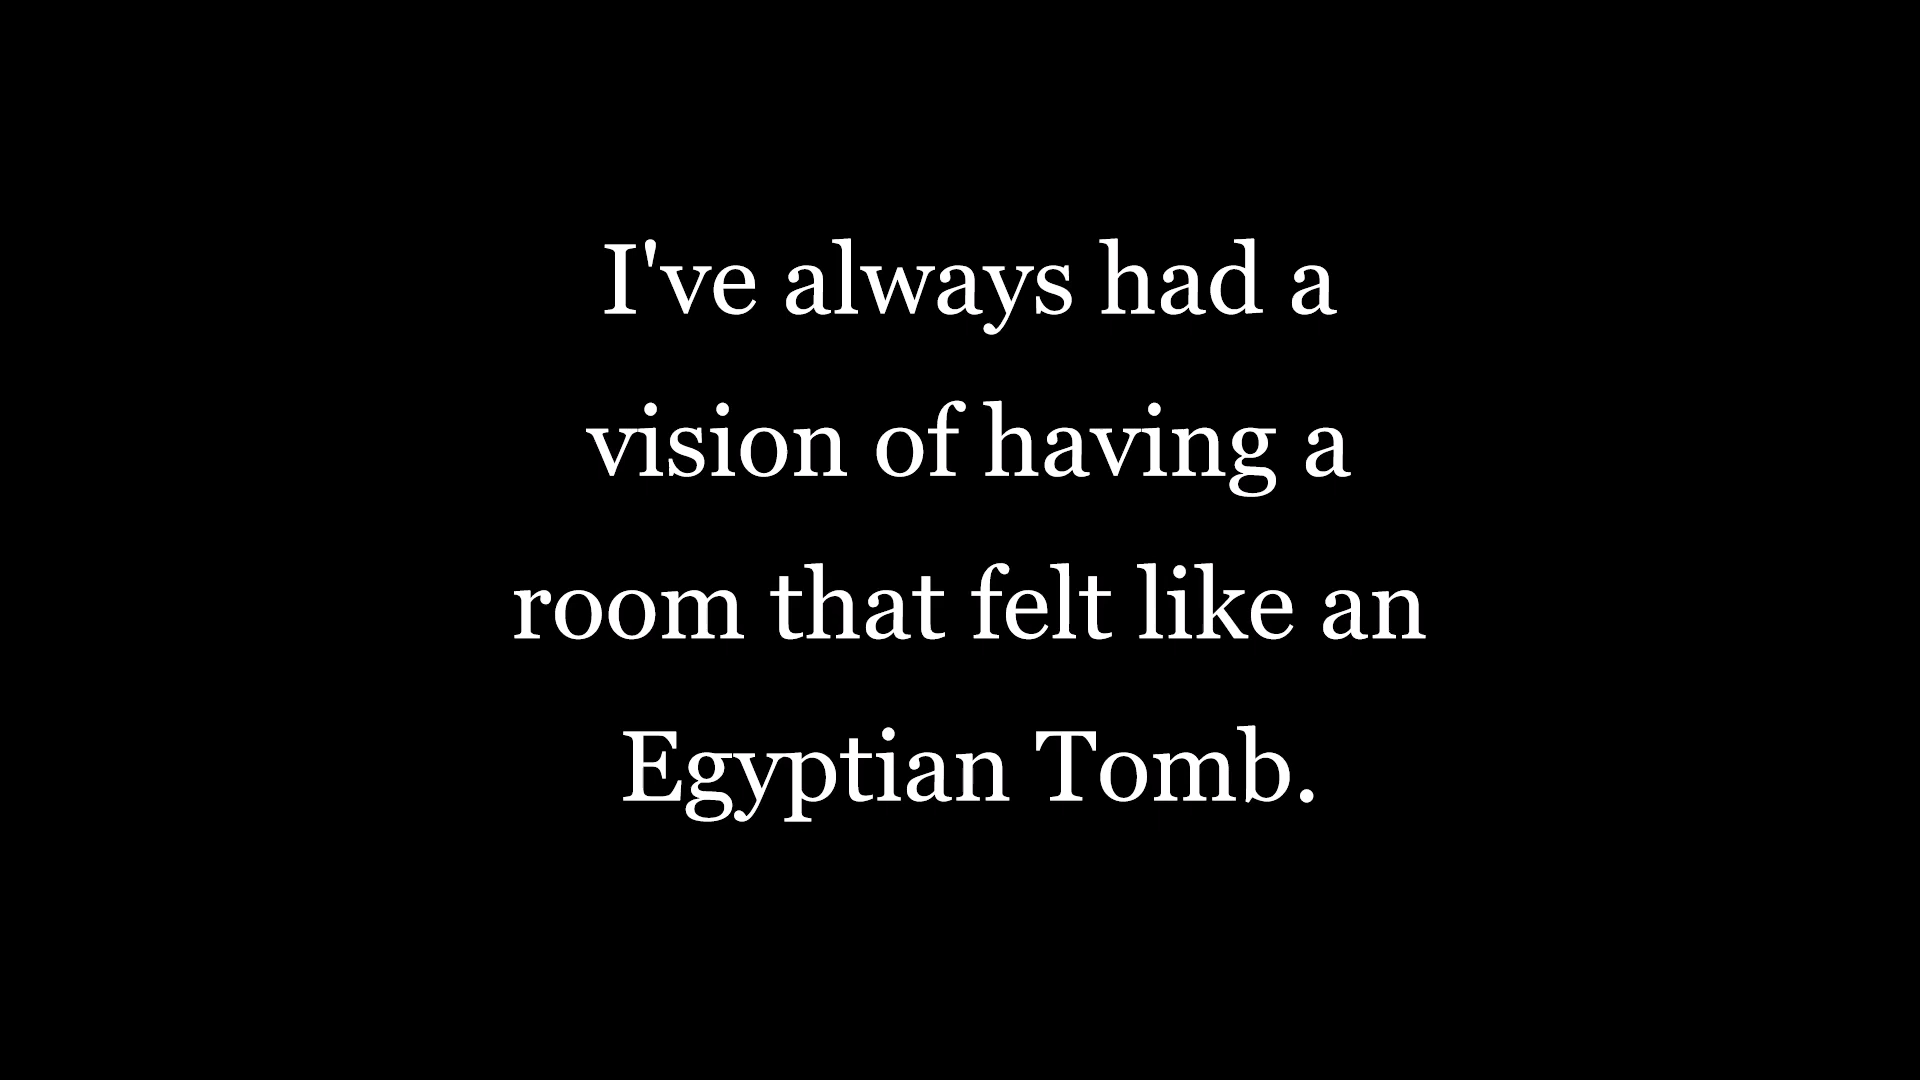 I've always had a
vision of having a
room that felt like an
Egyptian Tomb.